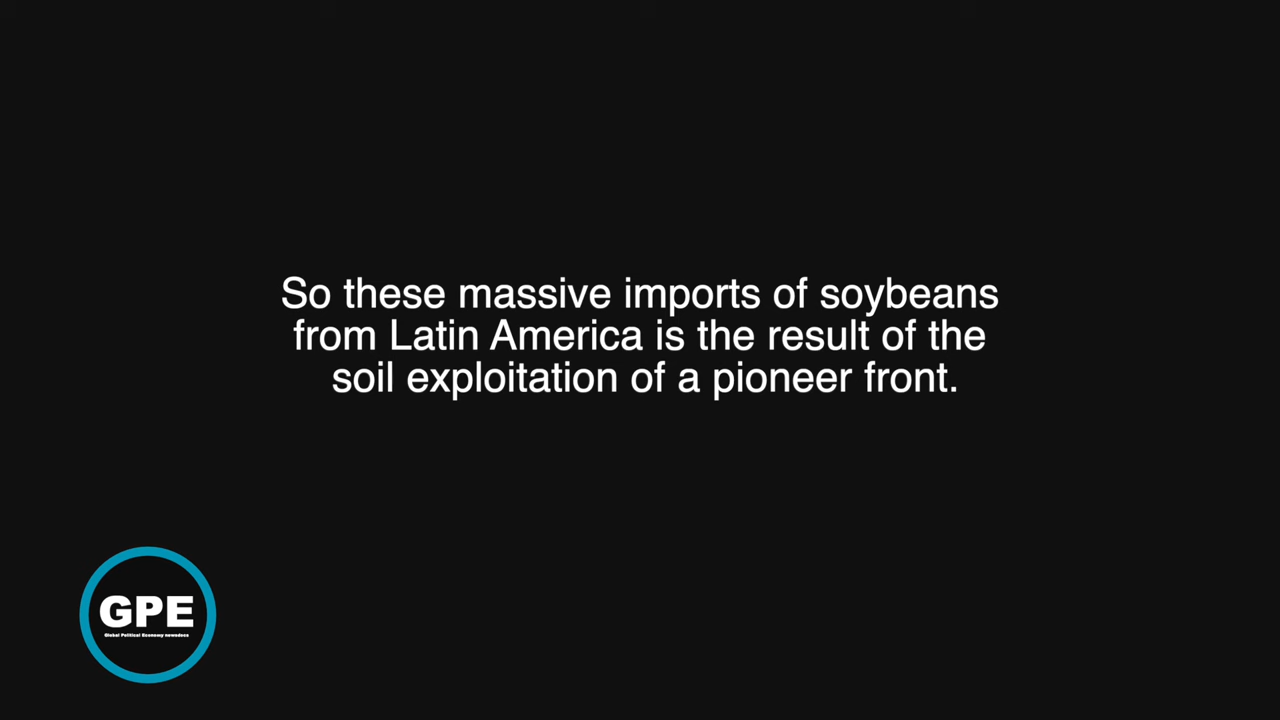 So these massive imports of soybeans
from Latin America is the result of the
soil exploitation of a pioneer front.
GPE
Global Political Economy newsdocs